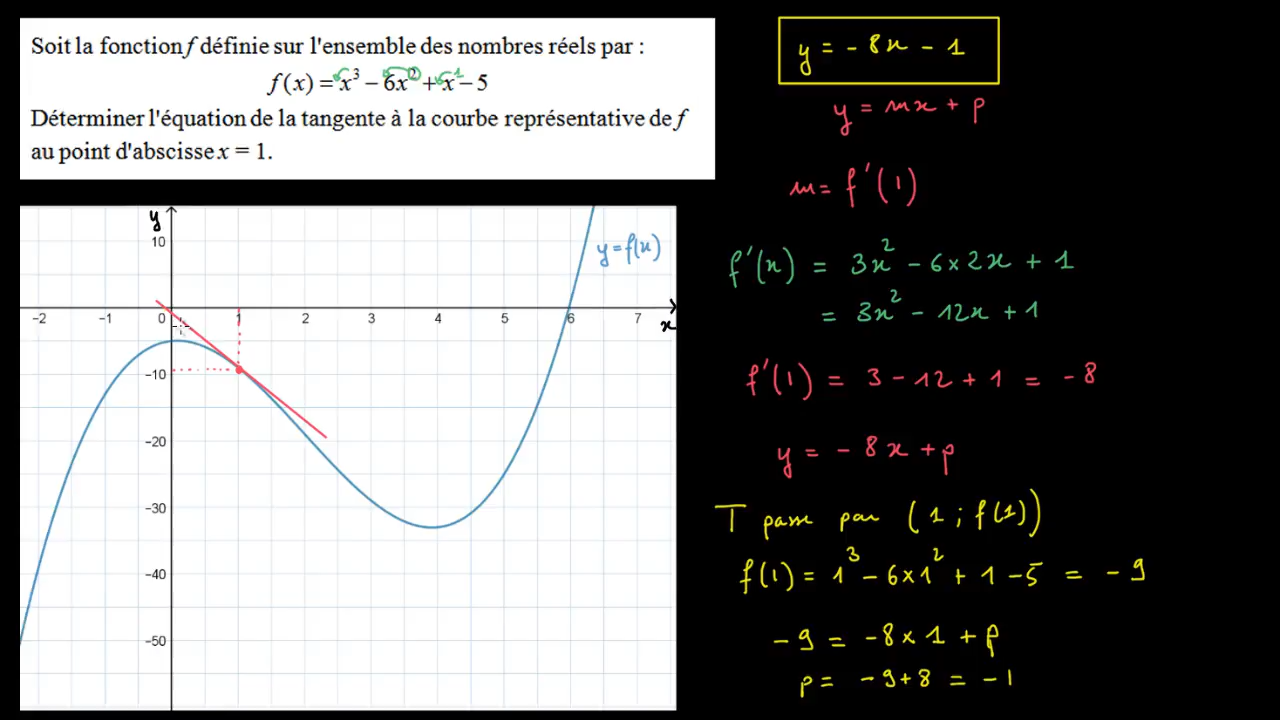 Soit la fonction f définie sur l'ensemble des nombres réels par :
f(x) = x³ − 6x² + x¹ − 5
Déterminer l'équation de la tangente à la courbe représentative de f
au point d'abscisse x = 1.
y = - 8x - 1
y = mx + p
m = f'(1)
f'(x) = 3x² - 6×2x + 1
= 3x² - 12x + 1
f'(1) = 3 - 12 + 1 = - 8
y = - 8x + p
T passe par (1 ; f(1))
f(1) = 1³ - 6×1² + 1 - 5 = - 9
- 9 = - 8 × 1 + p
p = - 9 + 8 = - 1
y
10
y = f(x)
−2 −1 0 1 2 3 4 5 6 7
x
−10
−20
−30
−40
−50